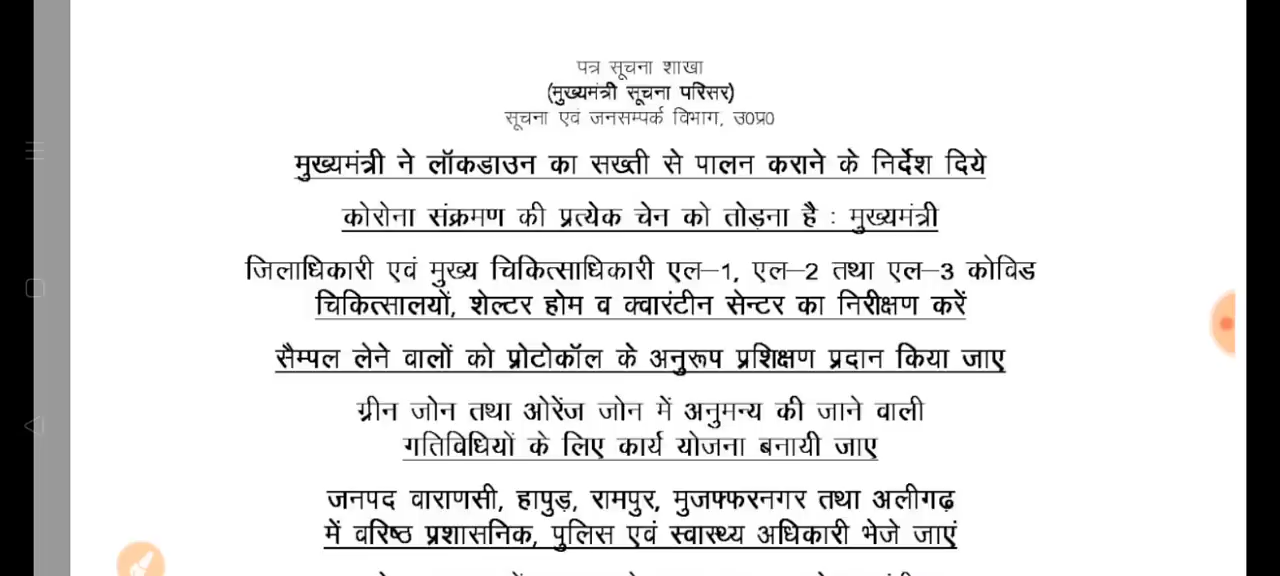 पत्र सूचना शाखा
(मुख्यमंत्री सूचना परिसर)
सूचना एवं जनसम्पर्क विभाग, उ0प्र0
मुख्यमंत्री ने लॉकडाउन का सख्ती से पालन कराने के निर्देश दिये
कोरोना संक्रमण की प्रत्येक चेन को तोड़ना है : मुख्यमंत्री
जिलाधिकारी एवं मुख्य चिकित्साधिकारी एल-1, एल-2 तथा एल-3 कोविड
चिकित्सालयों, शेल्टर होम व क्वारंटीन सेन्टर का निरीक्षण करें
सैम्पल लेने वालों को प्रोटोकॉल के अनुरूप प्रशिक्षण प्रदान किया जाए
ग्रीन जोन तथा ओरेंज जोन में अनुमन्य की जाने वाली
गतिविधियों के लिए कार्य योजना बनायी जाए
जनपद वाराणसी, हापुड़, रामपुर, मुजफ्फरनगर तथा अलीगढ़
में वरिष्ठ प्रशासनिक, पुलिस एवं स्वास्थ्य अधिकारी भेजे जाएं